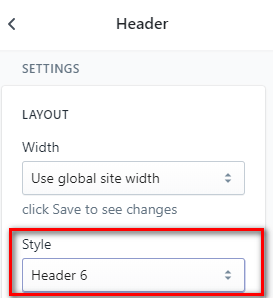 Header
SETTINGS
LAYOUT
Width
Use global site width
click Save to see changes
Style
Header 6